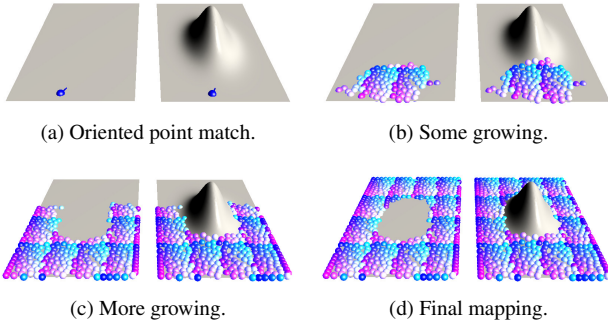 (a) Oriented point match.
(b) Some growing.
(c) More growing.
(d) Final mapping.